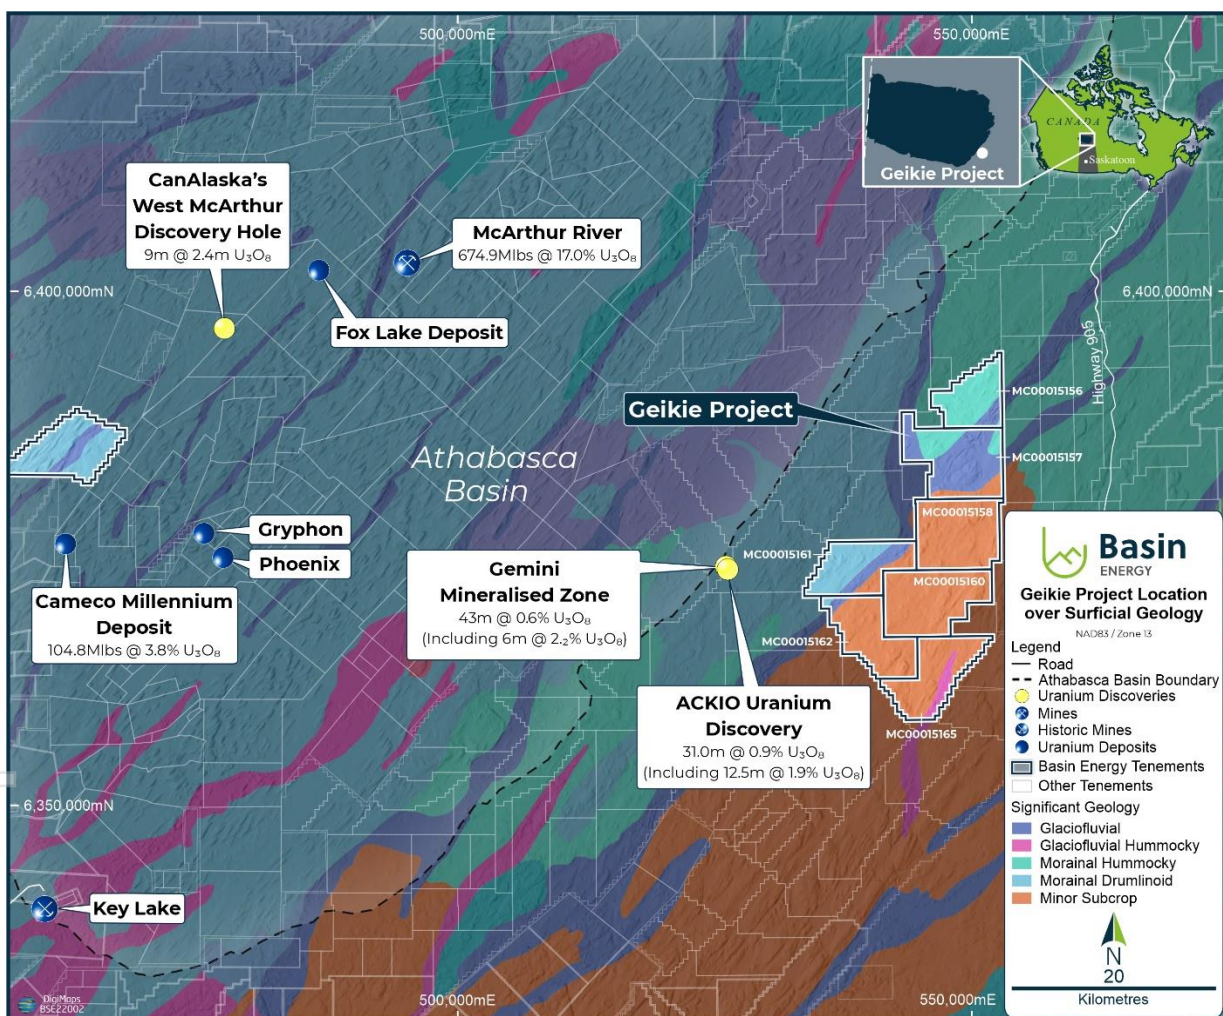 500,000mE
550,000mE
CANADA
Saskatoon
Geikie Project
CanAlaska's
West McArthur
Discovery Hole
9m @ 2.4m U₃O₈
McArthur River
674.9Mlbs @ 17.0% U₃O₈
6,400,000mN
6,400,000mN
Fox Lake Deposit
Highway 905
MC00015156
Geikie Project
MC00015157
Athabasca
Basin
MC00015158
Gryphon
Phoenix
MC00015161
MC00015160
Gemini
Mineralised Zone
43m @ 0.6% U₃O₈
(Including 6m @ 2.₂% U₃O₈)
Cameco Millennium
Deposit
104.8Mlbs @ 3.8% U₃O₈
MC00015162
ACKIO Uranium
Discovery
31.0m @ 0.9% U₃O₈
(Including 12.5m @ 1.9% U₃O₈)
MC00015165
6,350,000mN
Key Lake
Basin
ENERGY
Geikie Project Location
over Surficial Geology
NAD83 / Zone 13
Legend
Road
Athabasca Basin Boundary
Uranium Discoveries
Mines
Historic Mines
Uranium Deposits
Basin Energy Tenements
Other Tenements
Significant Geology
Glaciofluvial
Glaciofluvial Hummocky
Morainal Hummocky
Morainal Drumlinoid
Minor Subcrop
N
20
Kilometres
DigiMaps
BSE22002
500,000mE
550,000mE